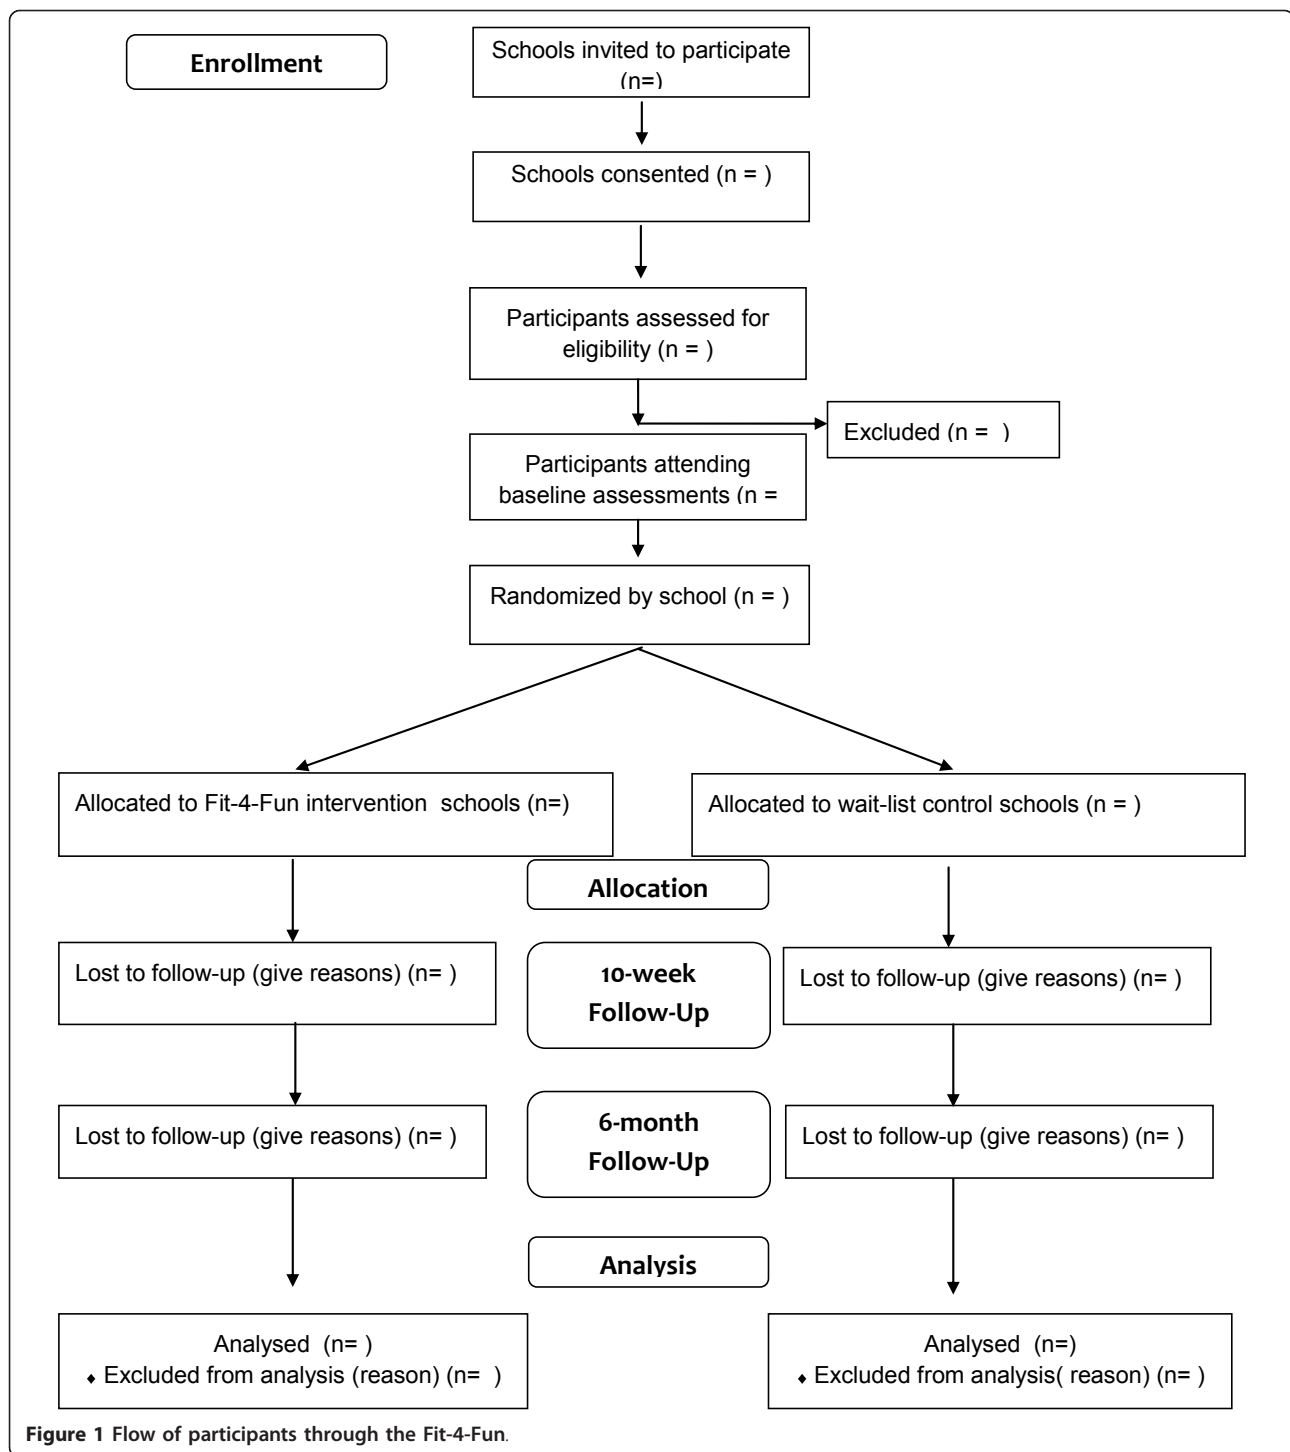 Enrollment
Schools invited to participate
(n=)
Schools consented (n = )
Participants assessed for
eligibility (n = )
Excluded (n =  )
Participants attending
baseline assessments (n =
Randomized by school (n = )
Allocated to Fit-4-Fun intervention  schools (n=)
Allocated to wait-list control schools (n = )
Allocation
Lost to follow-up (give reasons) (n= )
10-week
Follow-Up
Lost to follow-up (give reasons) (n= )
Lost to follow-up (give reasons) (n= )
6-month
Follow-Up
Lost to follow-up (give reasons) (n= )
Analysis
Analysed  (n= )
♦ Excluded from analysis (reason) (n=  )
Analysed  (n=)
♦ Excluded from analysis( reason) (n= )
Figure 1 Flow of participants through the Fit-4-Fun.